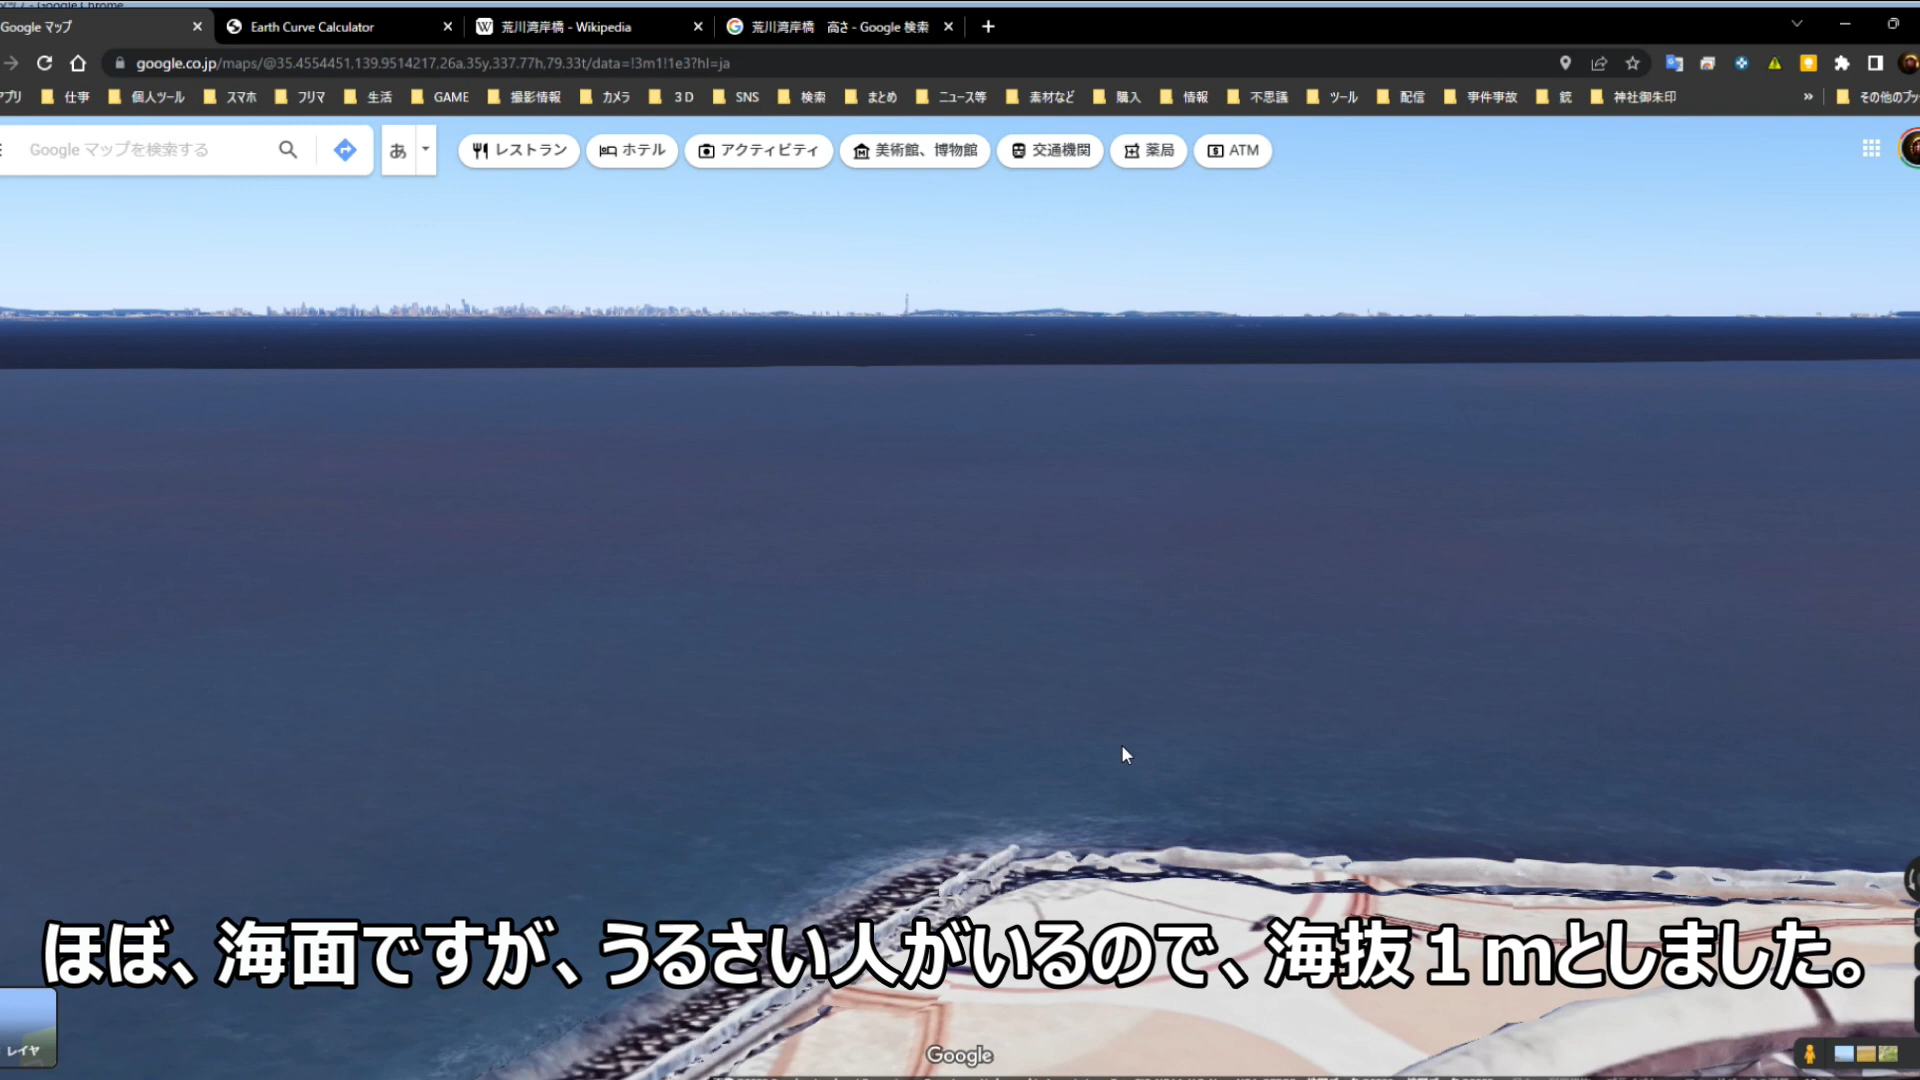 Google マップ
Earth Curve Calculator
荒川湾岸橋 - Wikipedia
荒川湾岸橋 高さ - Google 検索
google.co.jp/maps/@35.4554451,139.9514217,26a,35y,337.77h,79.33t/data=!3m1!1e3?hl=ja
アプリ 仕事 個人ツール スマホ フリマ 生活 GAME 撮影情報 カメラ 3D SNS 検索 まとめ ニュース等 素材など 購入 情報 不思議 ツール 配信 事件事故 銃 神社御朱印 » その他のブッ
Google マップを検索する
あ
レストラン ホテル アクティビティ 美術館、博物館 交通機関 薬局 ATM
ほぼ、海面ですが、うるさい人がいるので、海抜１ｍとしました。
レイヤ
Google